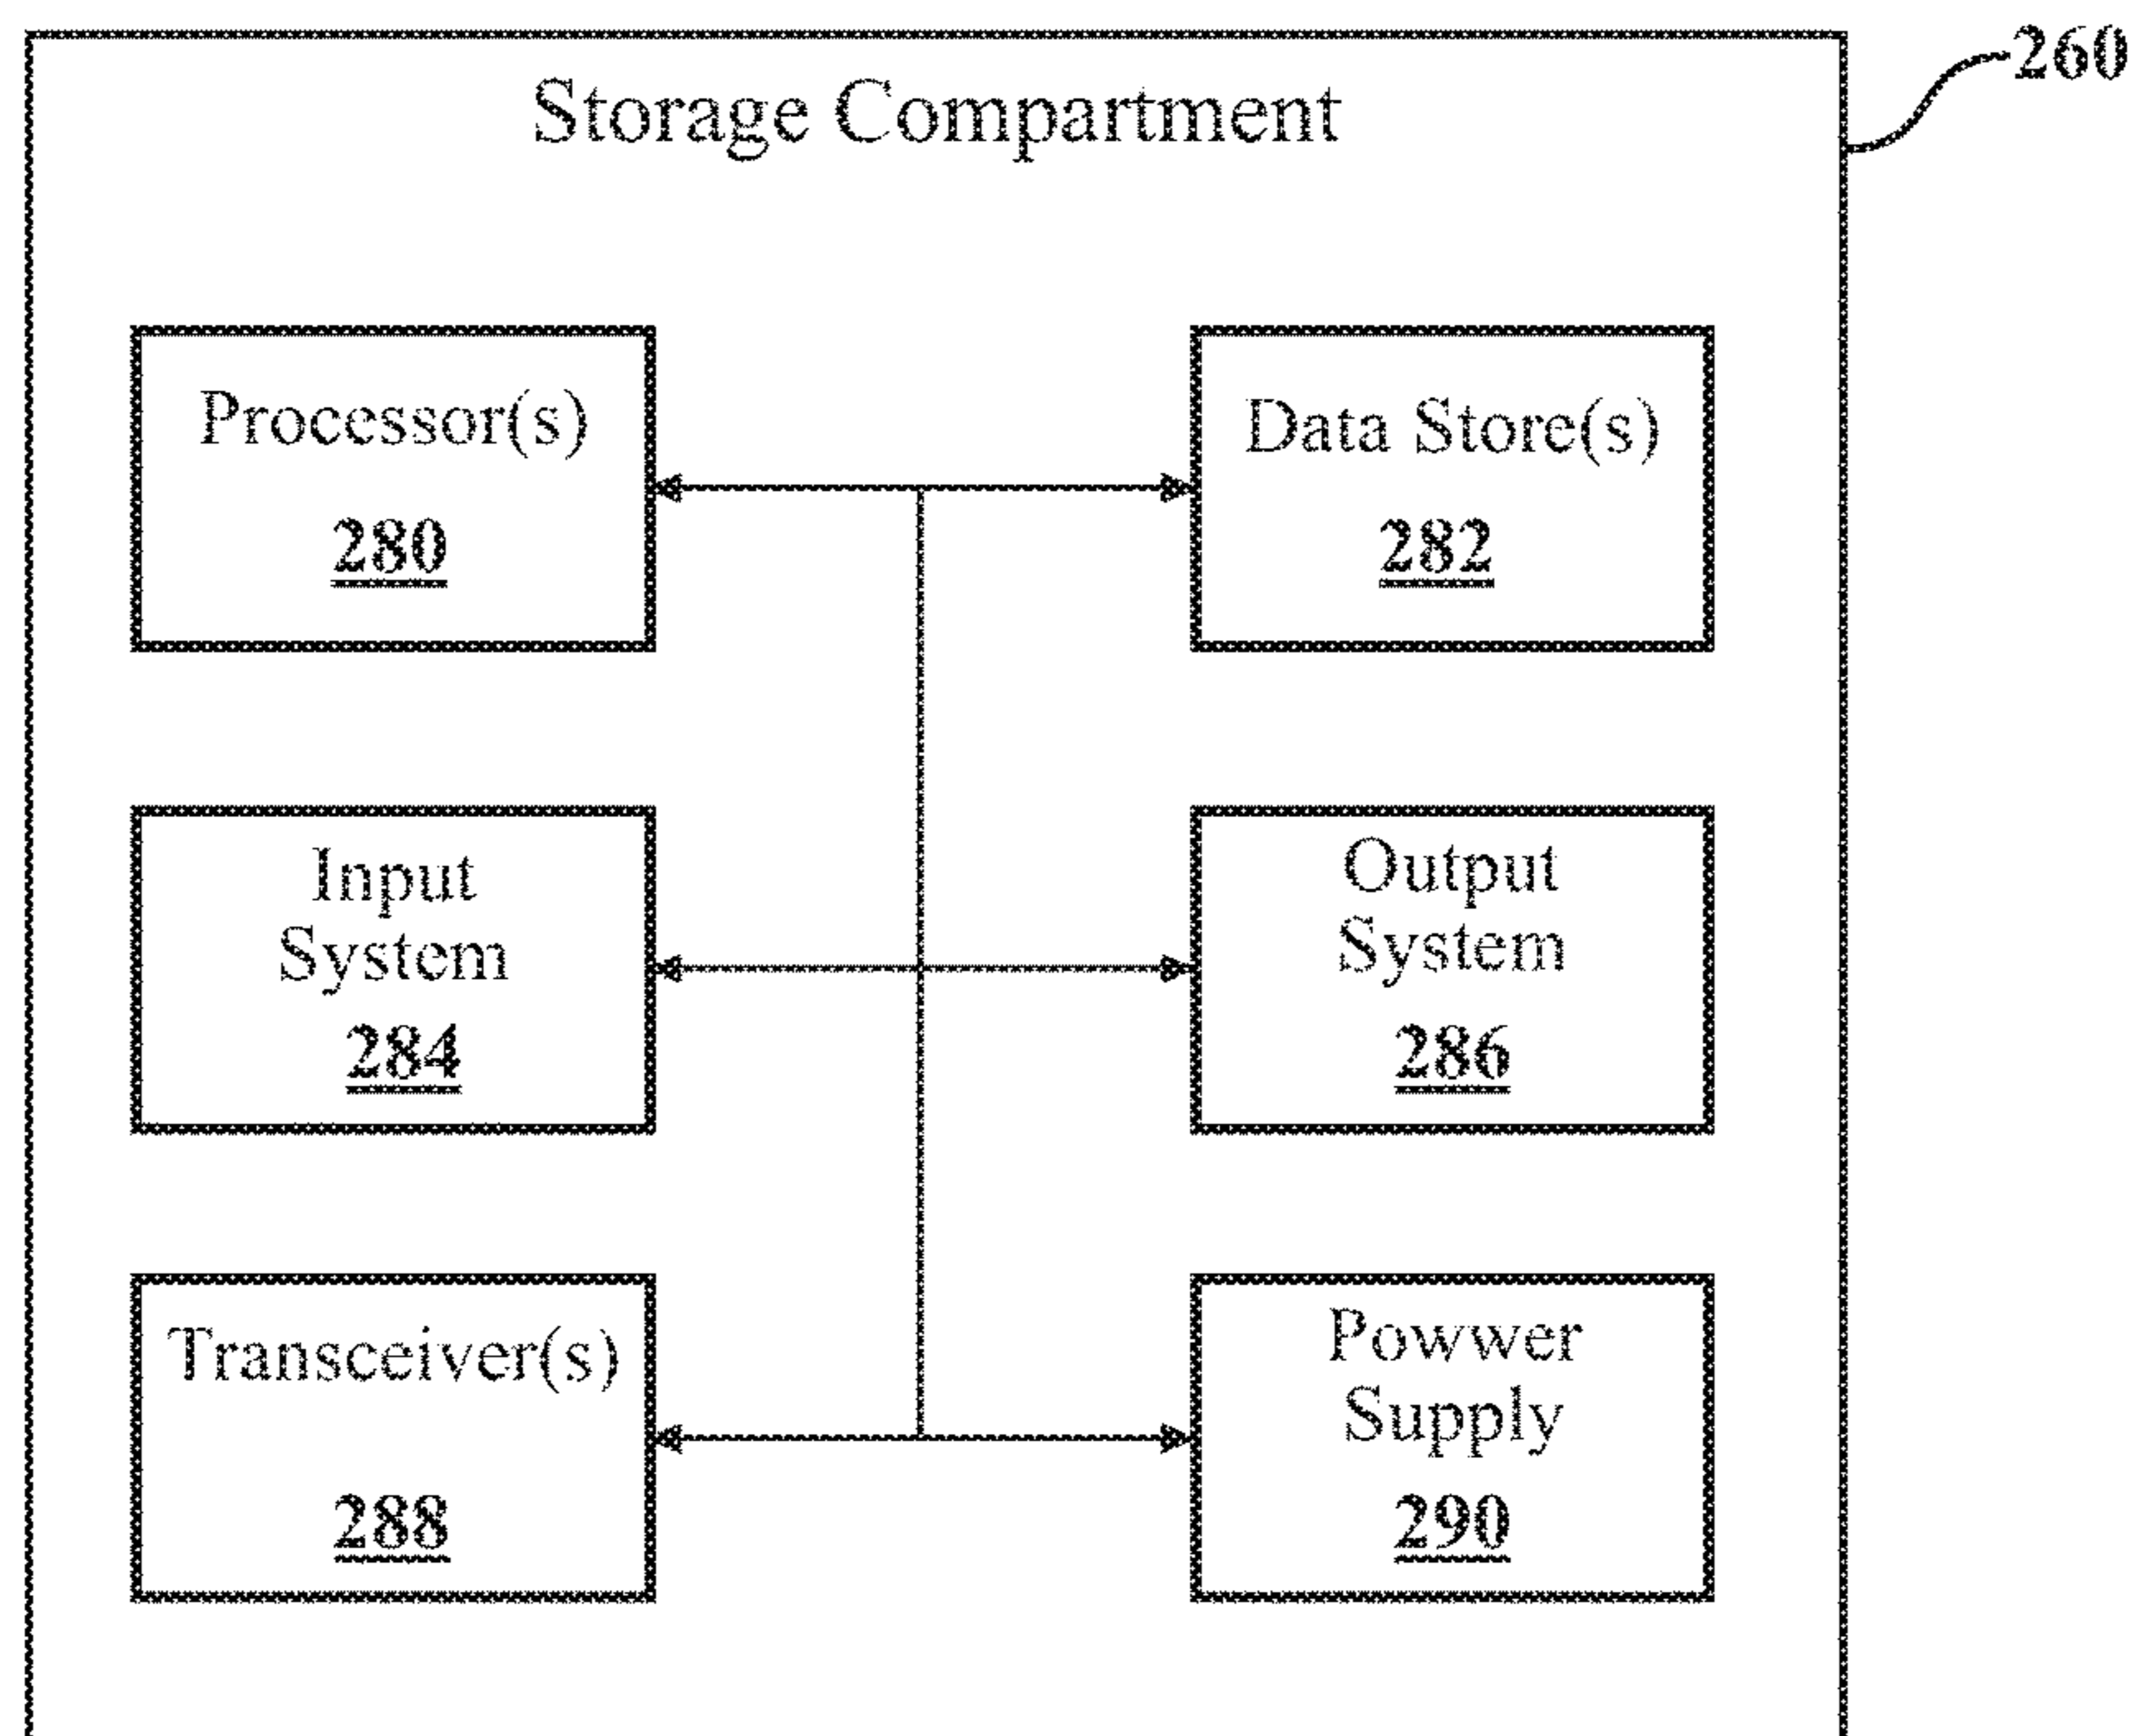 260
Storage Compartment
Processor(s)
280
Data Store(s)
282
Input
System
284
Output
System
286
Transceiver(s)
288
Powwer
Supply
290